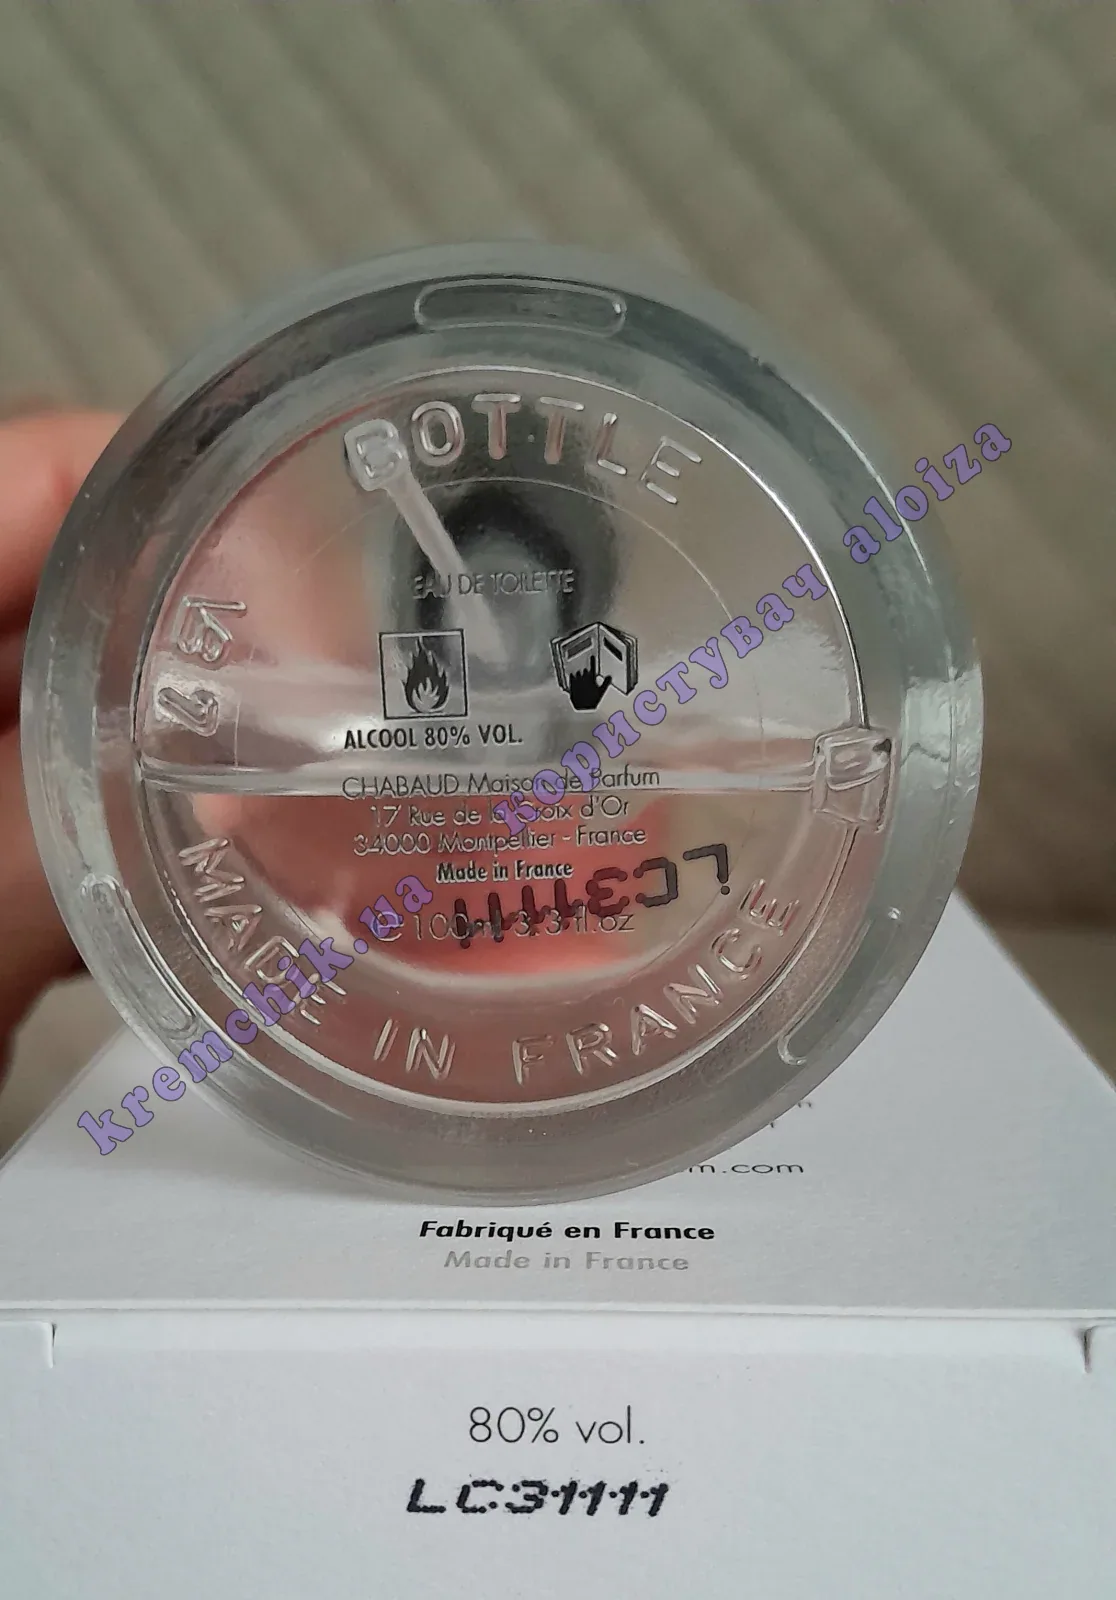 BOTTLE
EAU DE TOILETTE
ALCOOL 80% VOL.
CHABAUD Maison de Parfum
17 Rue de la Croix d'Or
34000 Montpellier - France
Made in France
LC31111
e 100ml 3.3 fl.oz
MADE IN FRANCE
kremchik.ua користувач aloiza
m.com
Fabriqué en France
Made in France
80% vol.
LC31111